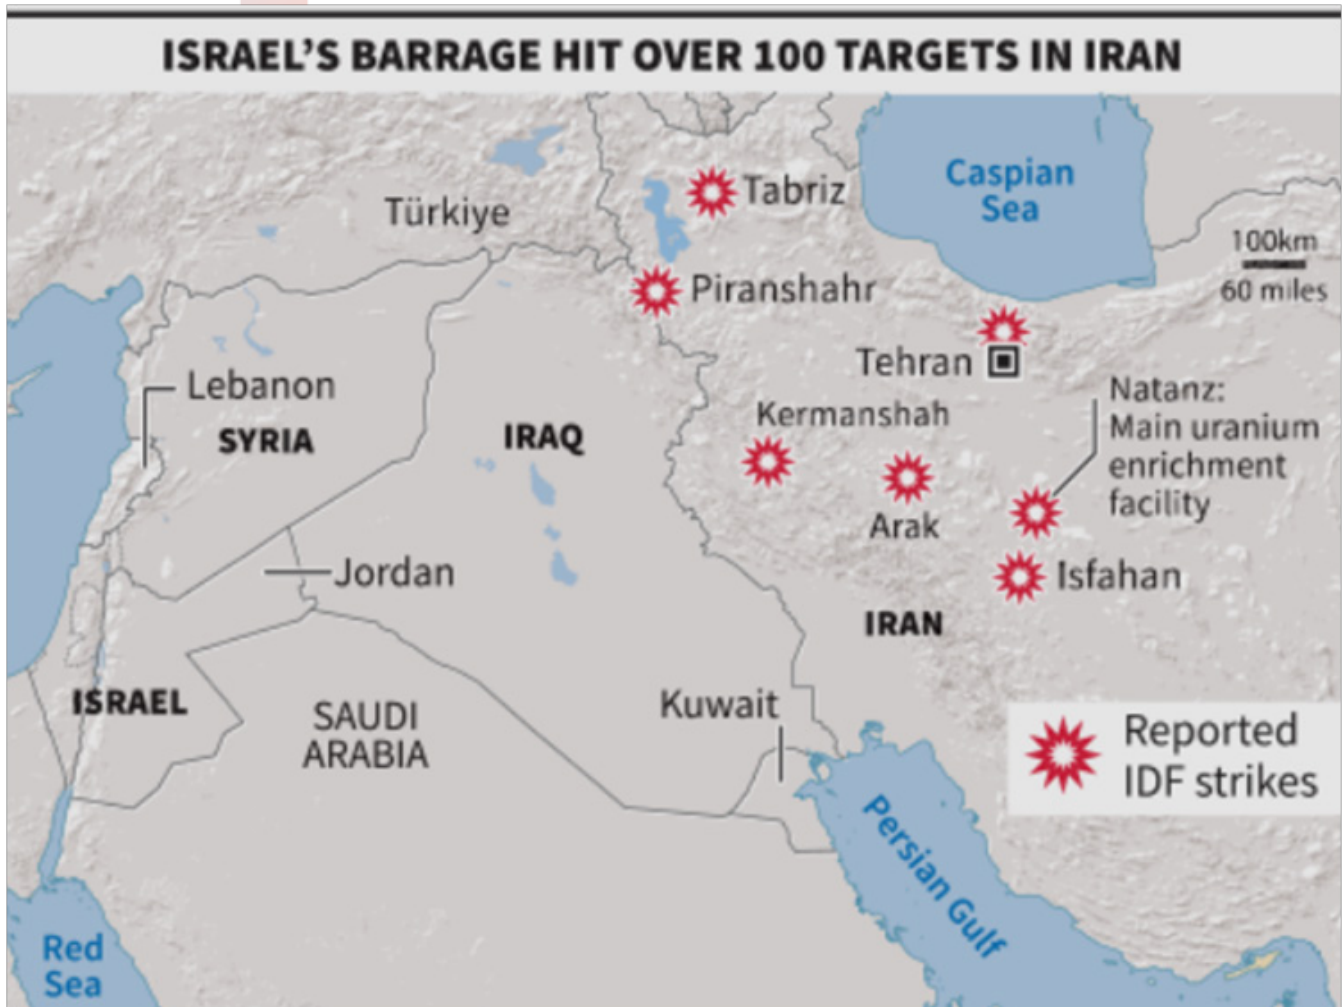 ISRAEL'S BARRAGE HIT OVER 100 TARGETS IN IRAN
Caspian
Sea
Tabriz
Türkiye
100km
60 miles
Piranshahr
Tehran
Lebanon
Natanz:
Main uranium
enrichment
facility
Kermanshah
SYRIA
IRAQ
Arak
Jordan
Isfahan
IRAN
ISRAEL
Kuwait
SAUDI
ARABIA
Reported
IDF strikes
Persian Gulf
Red
Sea